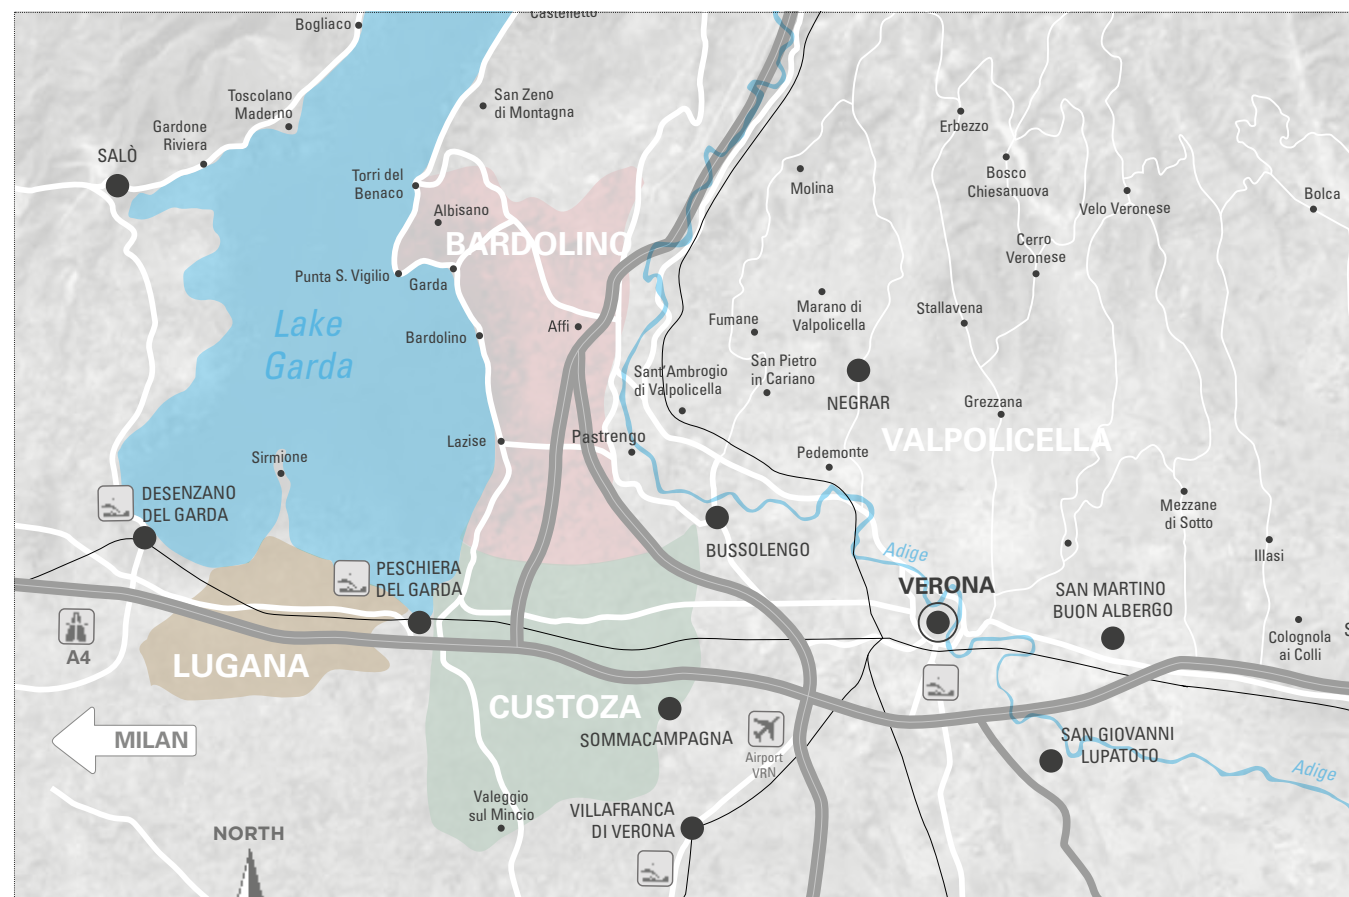 Castelletto
Bogliaco
Toscolano
Maderno
San Zeno
di Montagna
Gardone
Riviera
Erbezzo
SALÒ
Torri del
Benaco
Molina
Bosco
Chiesanuova
Bolca
Velo Veronese
Albisano
BARDOLINO
Cerro
Veronese
Punta S. Vigilio
Garda
Lake
Garda
Marano di
Valpolicella
Stallavena
Fumane
Affi
Bardolino
San Pietro
in Cariano
Sant'Ambrogio
di Valpolicella
NEGRAR
Grezzana
VALPOLICELLA
Lazise
Pastrengo
Pedemonte
Sirmione
DESENZANO
DEL GARDA
Mezzane
di Sotto
BUSSOLENGO
Adige
Illasi
PESCHIERA
DEL GARDA
VERONA
SAN MARTINO
BUON ALBERGO
A4
Colognola
ai Colli
S
LUGANA
CUSTOZA
MILAN
SOMMACAMPAGNA
Airport
VRN
SAN GIOVANNI
LUPATOTO
Adige
Valeggio
sul Mincio
VILLAFRANCA
DI VERONA
NORTH